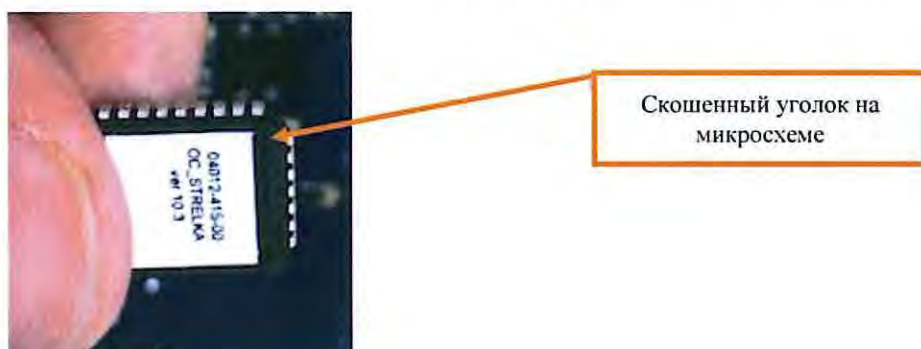 04012-415-00
OC_STRELKA
ver 10.3
Скошенный уголок на
микросхеме